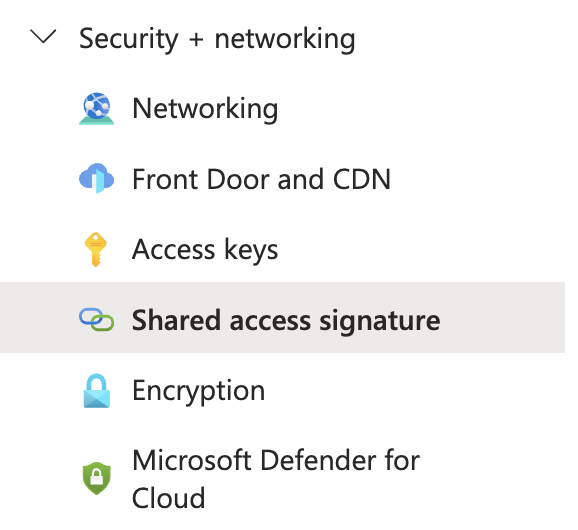 Security + networking
Networking
Front Door and CDN
Access keys
Shared access signature
Encryption
Microsoft Defender for
Cloud